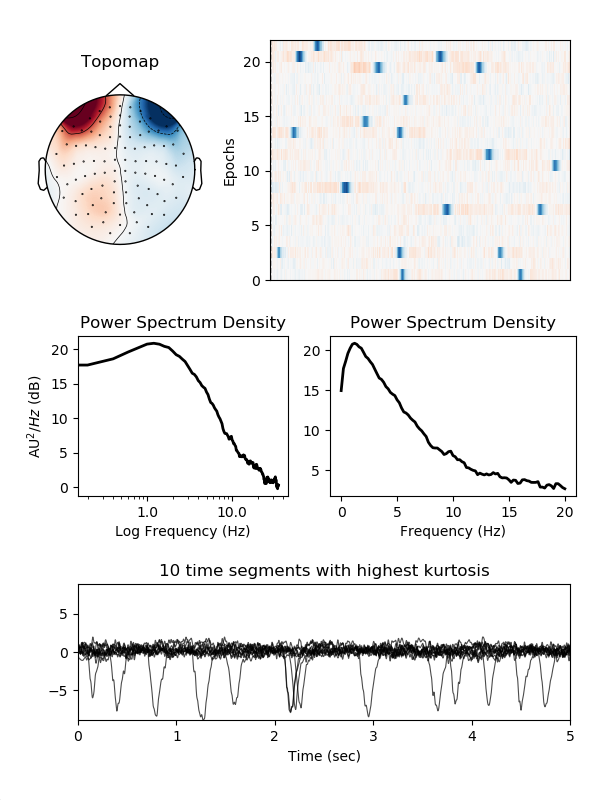 Topomap
Epochs
20
15
10
5
0
Power Spectrum Density
AU²/Hz (dB)
20
15
10
5
0
1.0 10.0
Log Frequency (Hz)
Power Spectrum Density
20
15
10
5
0 5 10 15 20
Frequency (Hz)
10 time segments with highest kurtosis
5
0
−5
0 1 2 3 4 5
Time (sec)